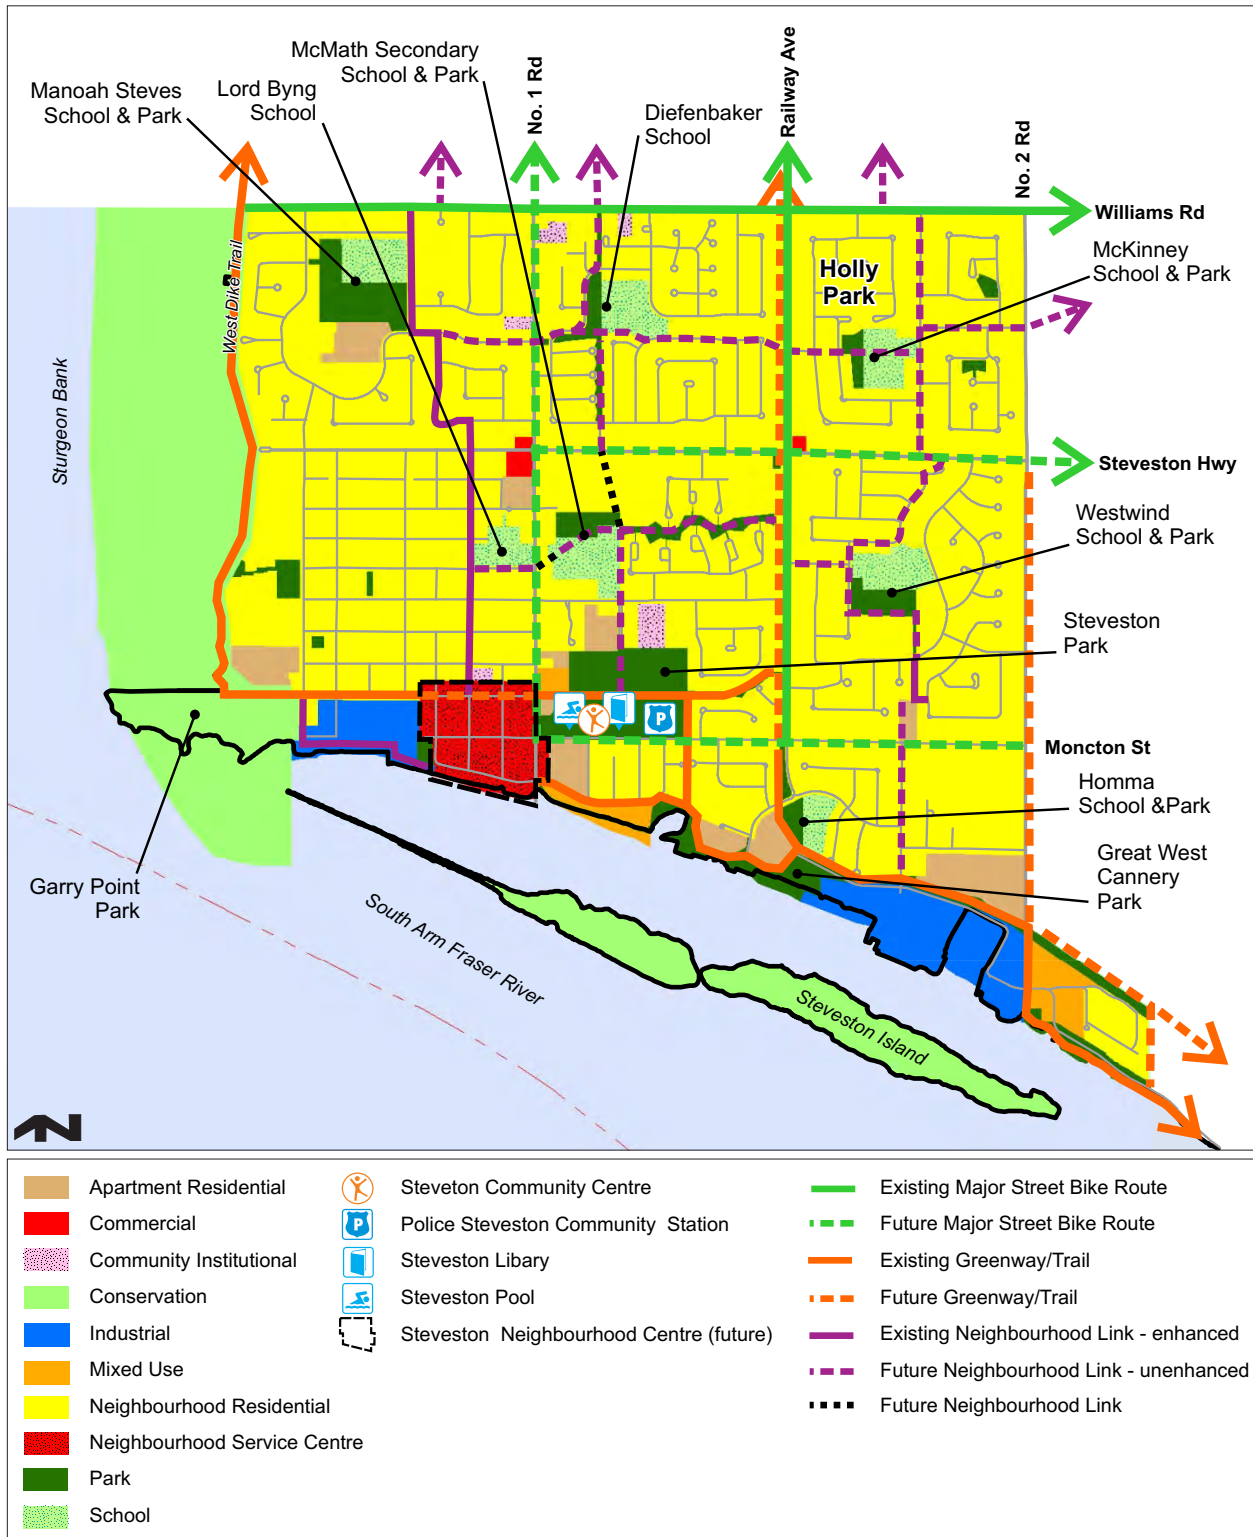 McMath Secondary
School & Park
Lord Byng
School
Manoah Steves
School & Park
No. 1 Rd
Diefenbaker
School
Railway Ave
No. 2 Rd
Williams Rd
McKinney
School & Park
Holly
Park
West Dike Trail
Sturgeon Bank
Steveston Hwy
Westwind
School & Park
Steveston
Park
P
Moncton St
Homma
School &Park
Great West
Cannery
Park
Garry Point
Park
South Arm Fraser River
Steveston Island
N
Apartment Residential
Commercial
Community Institutional
Conservation
Industrial
Mixed Use
Neighbourhood Residential
Neighbourhood Service Centre
Park
School
Steveton Community Centre
P
Police Steveston Community Station
Steveston Libary
Steveston Pool
Steveston Neighbourhood Centre (future)
Existing Major Street Bike Route
Future Major Street Bike Route
Existing Greenway/Trail
Future Greenway/Trail
Existing Neighbourhood Link - enhanced
Future Neighbourhood Link - unenhanced
Future Neighbourhood Link